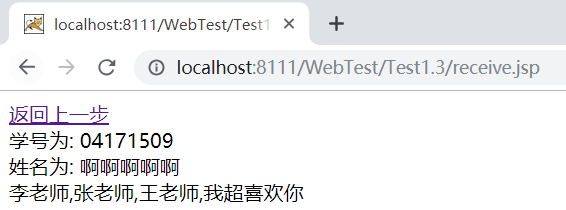 localhost:8111/WebTest/Test1
localhost:8111/WebTest/Test1.3/receive.jsp
返回上一步
学号为: 04171509
姓名为: 啊啊啊啊啊
李老师,张老师,王老师,我超喜欢你